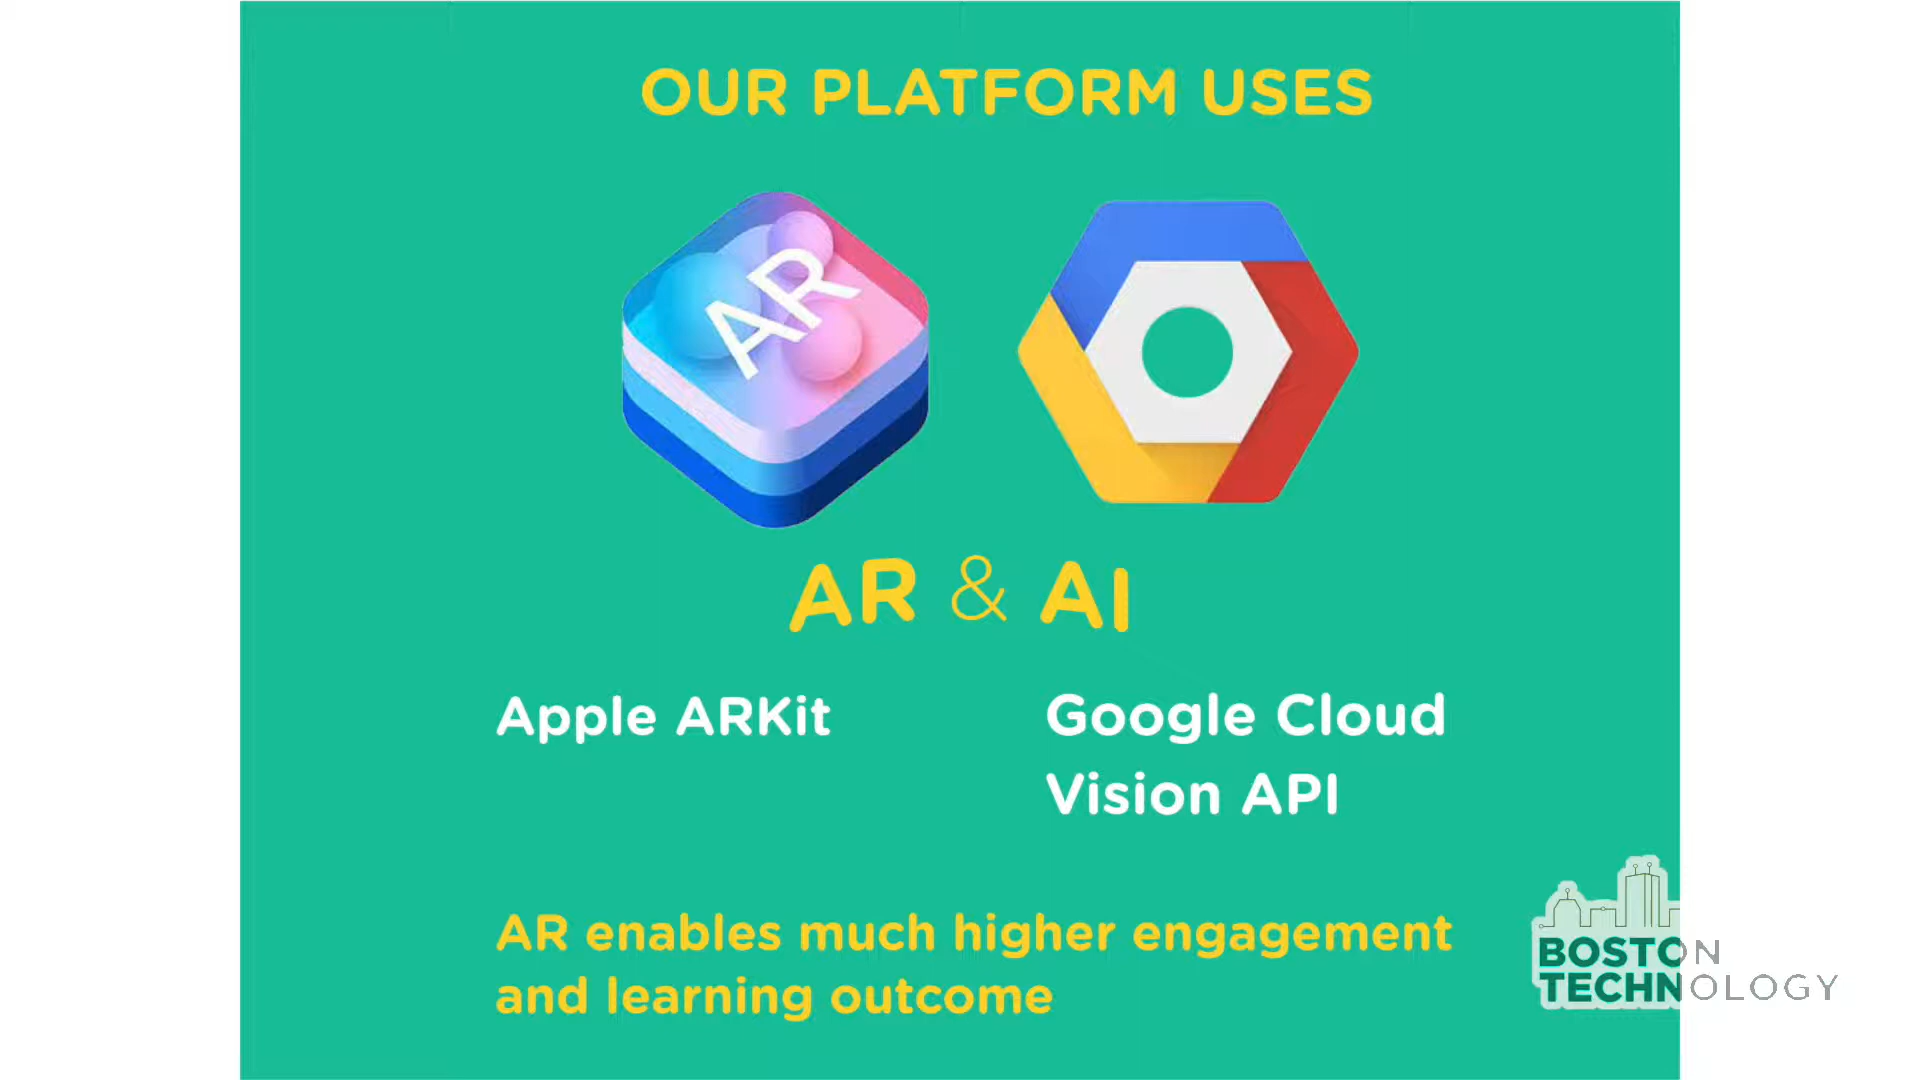 OUR PLATFORM USES
AR
AR & AI
Apple ARKit
Google Cloud
Vision API
AR enables much higher engagement
and learning outcome
BOSTON
TECHNOLOGY